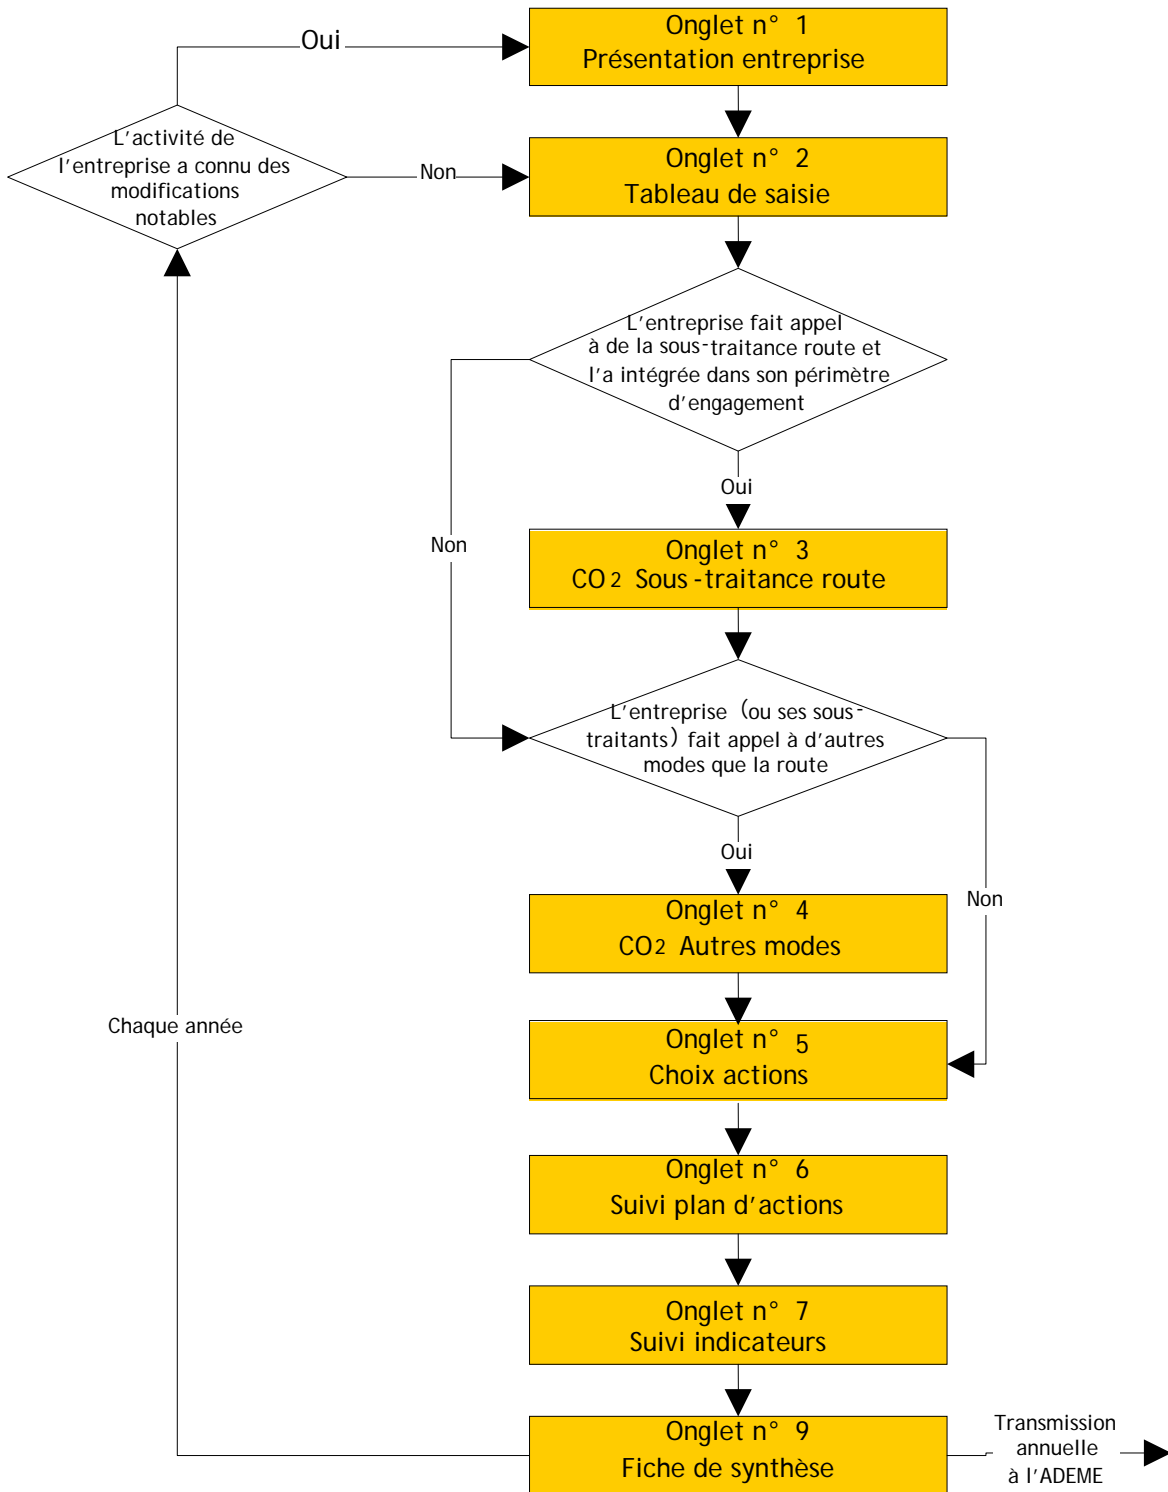 Oui
Onglet n° 1
Présentation entreprise
L'activité de
l'entreprise a connu des
modifications
notables
Non
Onglet n° 2
Tableau de saisie
L'entreprise fait appel
à de la sous-traitance route et
l'a intégrée dans son périmètre
d'engagement
Oui
Non
Onglet n° 3
CO2 Sous-traitance route
L'entreprise (ou ses sous-
traitants) fait appel à d'autres
modes que la route
Oui
Non
Onglet n° 4
CO2 Autres modes
Chaque année
Onglet n° 5
Choix actions
Onglet n° 6
Suivi plan d'actions
Onglet n° 7
Suivi indicateurs
Onglet n° 9
Fiche de synthèse
Transmission
annuelle
à l'ADEME